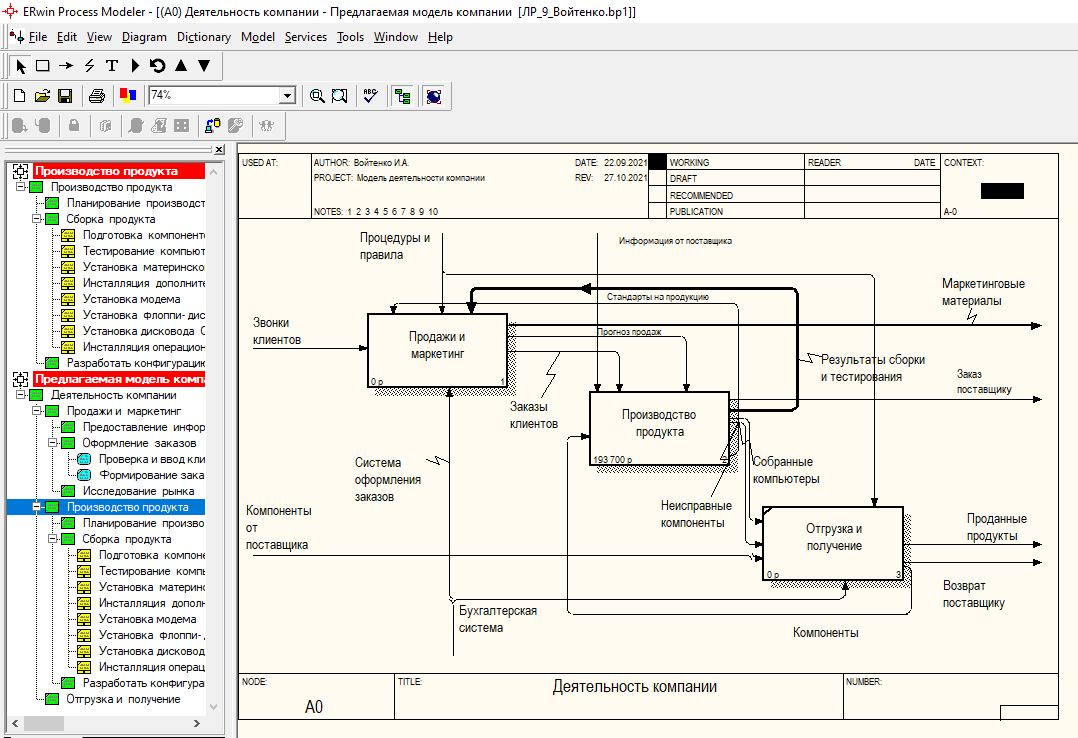 ERwin Process Modeler - [(A0) Деятельность компании - Предлагаемая модель компании [ЛР_9_Войтенко.bp1]]
File Edit View Diagram Dictionary Model Services Tools Window Help
74%
ABC
Производство продукта
Производство продукта
Планирование производст
Сборка продукта
Подготовка компонент
Тестирование компьют
Установка материнско
Инсталляция дополните
Установка модема
Установка флоппи-дис
Установка дисковода C
Инсталляция операцион
Разработать конфигурацию
Предлагаемая модель комп
Деятельность компании
Продажи и маркетинг
Предоставление инфор
Оформление заказов
Проверка и ввод кли
Формирование зака
Исследование рынка
Производство продукта
Планирование произво
Сборка продукта
Подготовка компоне
Тестирование комп
Установка материн
Инсталляция дополн
Установка модема
Установка флоппи-
Установка дисковод
Инсталляция операц
Разработать конфигура
Отгрузка и получение
USED AT:
AUTHOR: Войтенко И.А.
DATE: 22.09.2021
PROJECT: Модель деятельности компании
REV: 27.10.2021
NOTES: 1 2 3 4 5 6 7 8 9 10
WORKING
DRAFT
RECOMMENDED
PUBLICATION
READER
DATE
CONTEXT:
A-0
Процедуры и
правила
Информация от поставщика
Маркетинговые
материалы
Стандарты на продукцию
Звонки
клиентов
Продажи и
маркетинг
0 р
1
Прогноз продаж
Результаты сборки
и тестирования
Заказ
поставщику
Заказы
клиентов
Производство
продукта
193 700 р
2
Система
оформления
заказов
Собранные
компьютеры
Неисправные
компоненты
Компоненты
от
поставщика
Отгрузка и
получение
0 р
3
Проданные
продукты
Возврат
поставщику
Бухгалтерская
система
Компоненты
NODE:
A0
TITLE:
Деятельность компании
NUMBER: